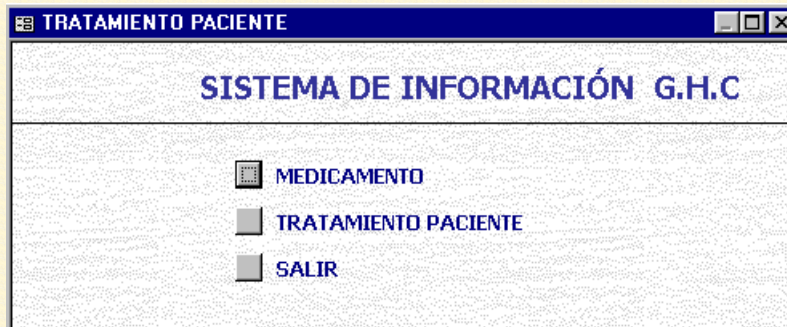 TRATAMIENTO PACIENTE
SISTEMA DE INFORMACIÓN G.H.C
MEDICAMENTO
TRATAMIENTO PACIENTE
SALIR